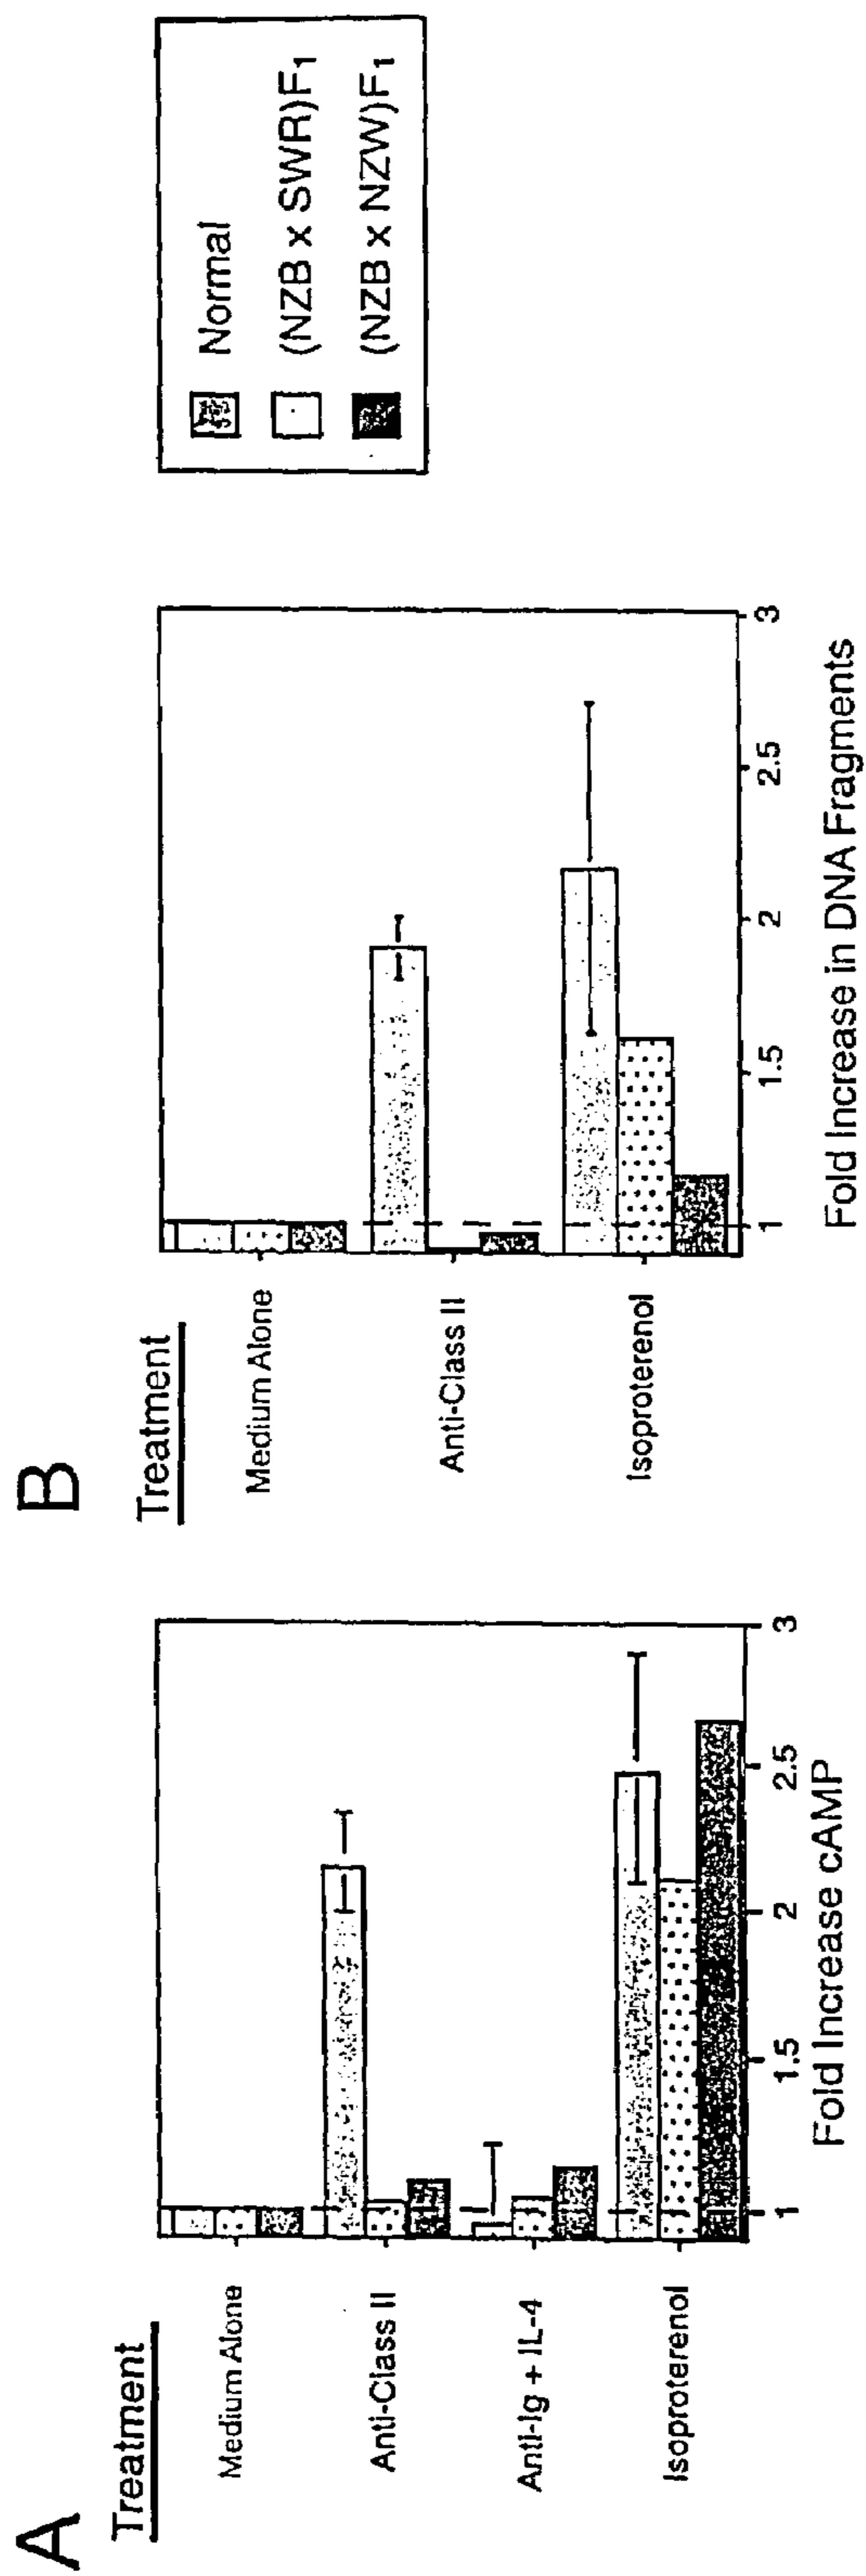 A
Treatment
Medium Alone
Anti-Class II
Anti-Ig + IL-4
Isoproterenol
1
1.5
2
2.5
3
Fold Increase cAMP
B
Treatment
Medium Alone
Anti-Class II
Isoproterenol
1
1.5
2
2.5
3
Fold Increase in DNA Fragments
Normal
(NZB x SWR)F1
(NZB x NZW)F1